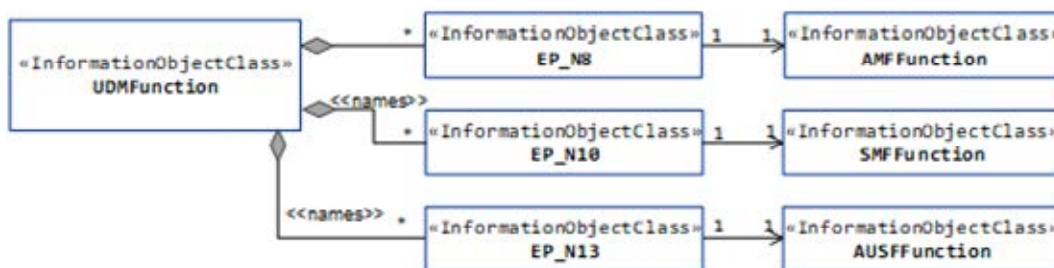 «InformationObjectClass»
UDMFunction
*
«InformationObjectClass»
EP_N8
1
1
«InformationObjectClass»
AMFFunction
<<names>>
*
«InformationObjectClass»
EP_N10
1
1
«InformationObjectClass»
SMFFunction
<<names>>
*
«InformationObjectClass»
EP_N13
1
1
«InformationObjectClass»
AUSFFunction